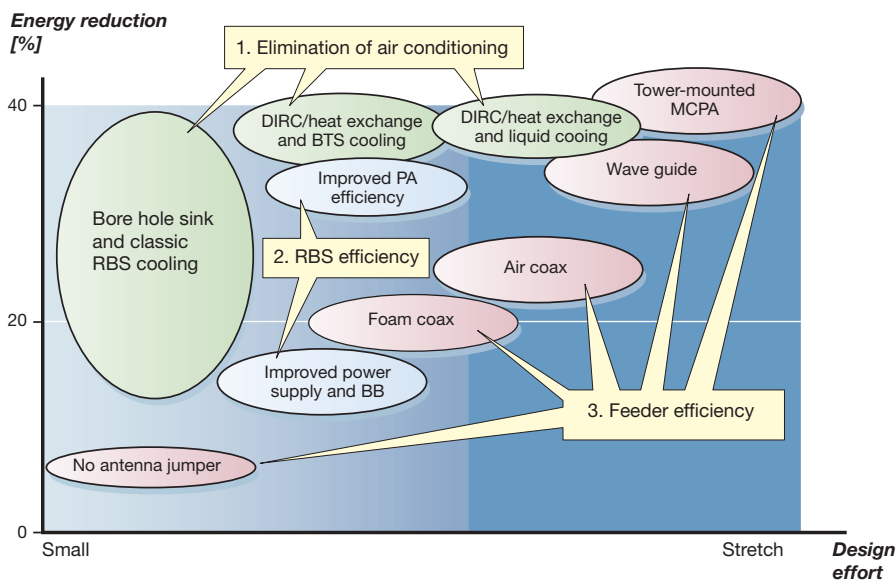 Energy reduction
[%]
1. Elimination of air conditioning
40
Tower-mounted
MCPA
DIRC/heat exchange
and BTS cooling
DIRC/heat exchange
and liquid cooing
Improved PA
efficiency
Wave guide
Bore hole sink
and classic
RBS cooling
2. RBS efficiency
Air coax
20
Foam coax
Improved power
supply and BB
3. Feeder efficiency
No antenna jumper
0
Small
Stretch
Design
effort